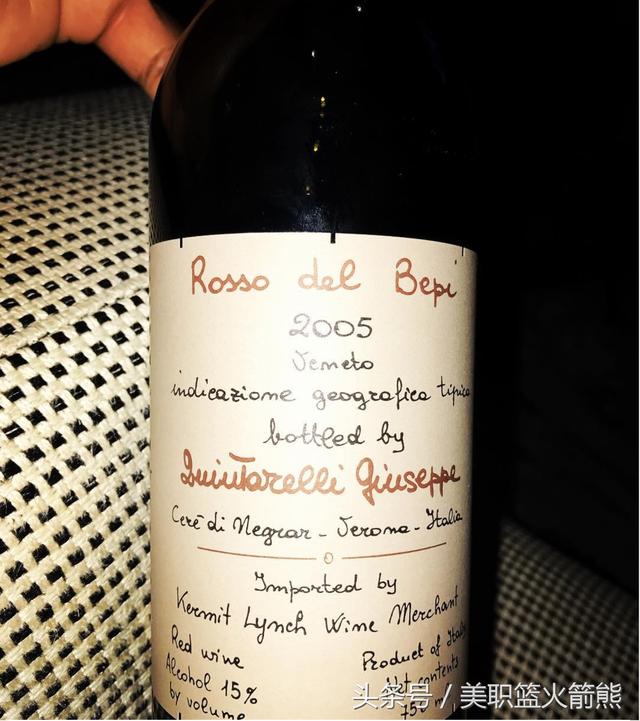 Rosso del Bepi
2005
Veneto
indicazione geografica tipica
bottled by
Quintarelli Giuseppe
Cerè di Negrar - Verona - Italia
Imported by
Kermit Lynch Wine Merchant
Red wine
Alcohol 15%
by volume
Product of Italy
Net contents
头条号 / 美职篮火箭熊